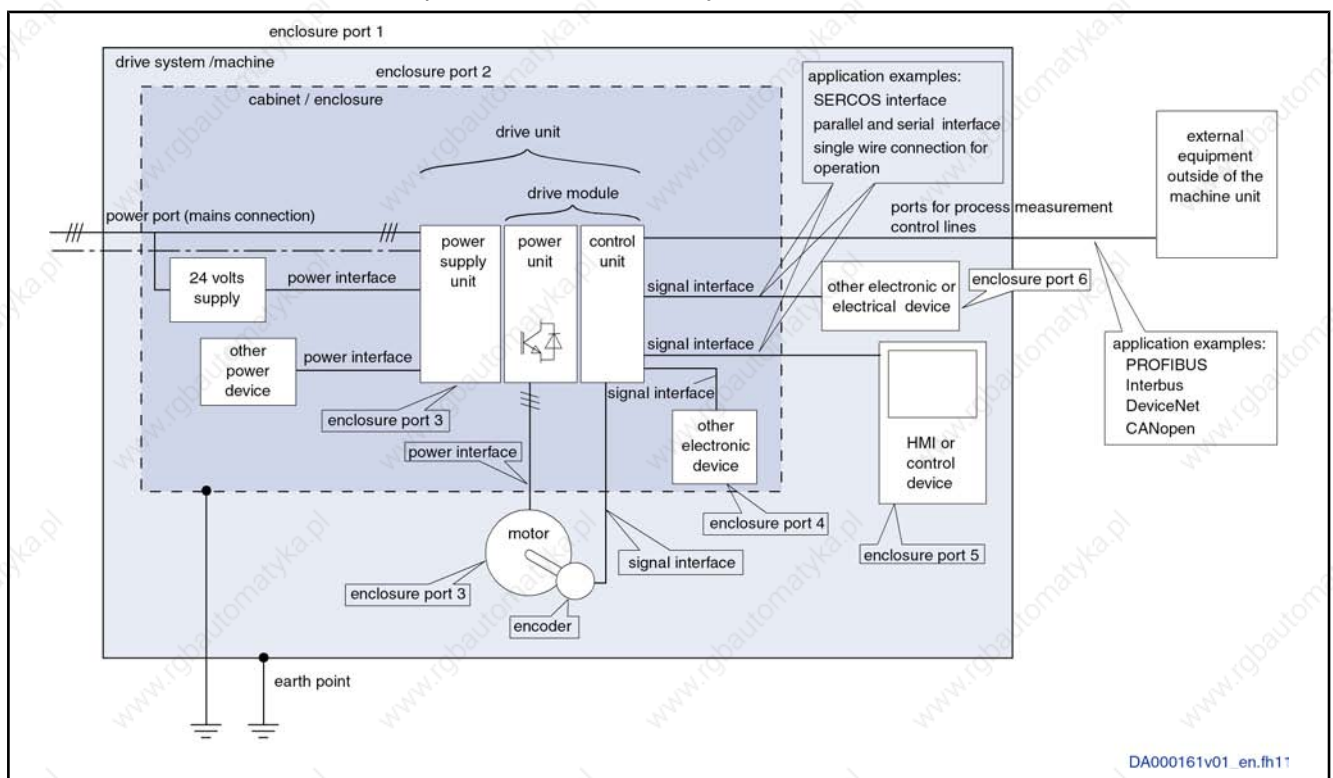 enclosure port 1
drive system /machine
enclosure port 2
cabinet / enclosure
drive unit
drive module
application examples:
SERCOS interface
parallel and serial interface
single wire connection for
operation
external
equipment
outside of the
machine unit
power port (mains connection)
ports for process measurement
control lines
power
supply
unit
power
unit
control
unit
24 volts
supply
power interface
signal interface
other electronic or
electrical device
enclosure port 6
other
power
device
power interface
signal interface
application examples:
PROFIBUS
Interbus
DeviceNet
CANopen
enclosure port 3
signal interface
power interface
other
electronic
device
HMI or
control
device
enclosure port 4
enclosure port 5
motor
signal interface
enclosure port 3
encoder
earth point
DA000161v01_en.fh11
www.rgbautomatyka.pl